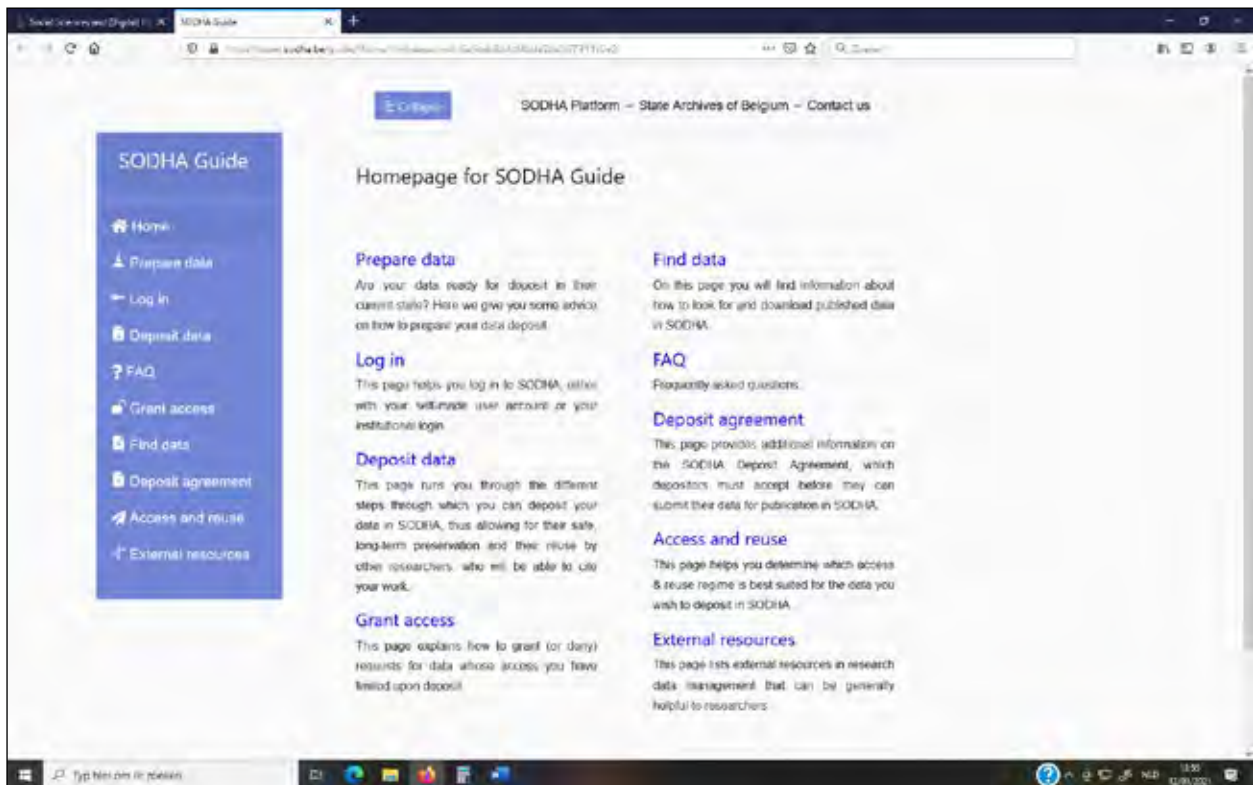 SODHA Guide
SODHA Platform – State Archives of Belgium – Contact us
SODHA Guide
Home
Prepare data
Log in
Deposit data
FAQ
Grant access
Find data
Deposit agreement
Access and reuse
External resources
Homepage for SODHA Guide
Prepare data
Are your data ready for deposit in their
current state? Here we give you some advice
on how to prepare your data deposit.
Log in
This page helps you log in to SODHA, either
with your self-made user account or your
institutional login.
Deposit data
This page runs you through the different
steps through which you can deposit your
data in SODHA, thus allowing for their safe,
long-term preservation and their reuse by
other researchers, who will be able to cite
your work.
Grant access
This page explains how to grant (or deny)
requests for data whose access you have
limited upon deposit.
Find data
On this page you will find information about
how to look for and download published data
in SODHA.
FAQ
Frequently asked questions.
Deposit agreement
This page provides additional information on
the SODHA Deposit Agreement, which
depositors must accept before they can
submit their data for publication in SODHA.
Access and reuse
This page helps you determine which access
& reuse regime is best suited for the data you
wish to deposit in SODHA.
External resources
This page lists external resources in research
data management that can be generally
helpful to researchers.
Typ hier om te zoeken
NLD